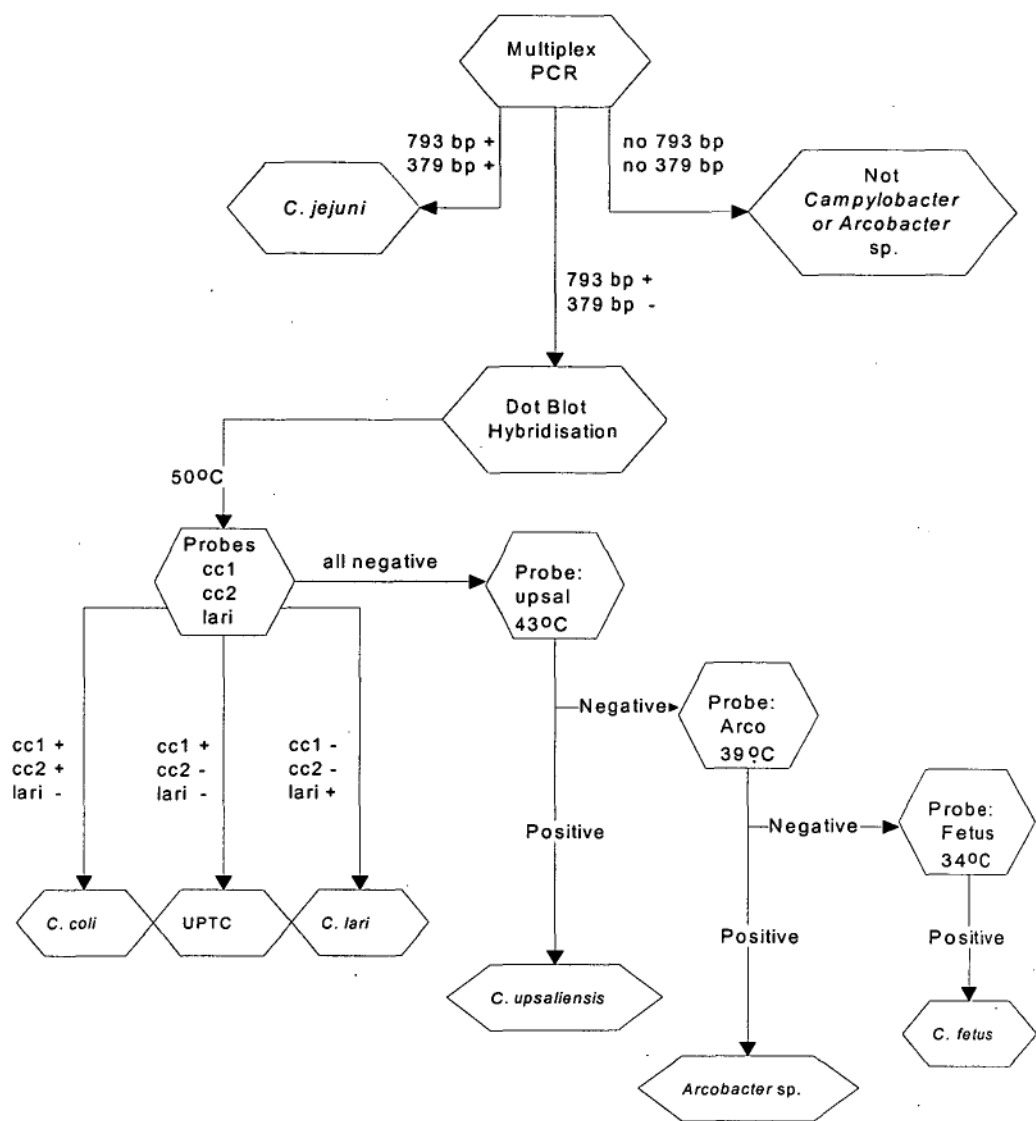 Multiplex
PCR
793 bp +
379 bp +
no 793 bp
no 379 bp
C. jejuni
Not
Campylobacter
or Arcobacter
sp.
793 bp +
379 bp -
Dot Blot
Hybridisation
50ºC
Probes
cc1
cc2
lari
all negative
Probe:
upsal
43ºC
Negative
Probe:
Arco
39ºC
cc1 +
cc2 +
lari -
cc1 +
cc2 -
lari -
cc1 -
cc2 -
lari +
Positive
Negative
Probe:
Fetus
34ºC
C. coli
UPTC
C. lari
Positive
Positive
C. upsaliensis
C. fetus
Arcobacter sp.